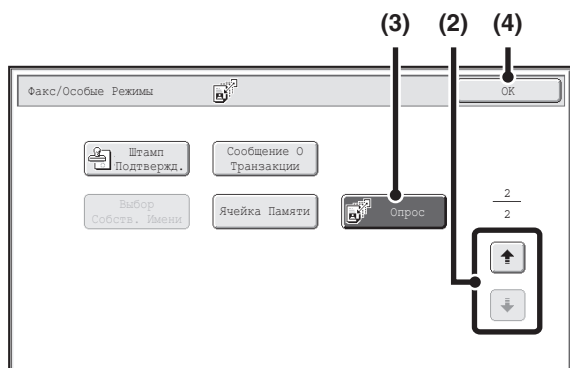 (3) (2) (4)
Факс/Особые Режимы
OK
Штамп
Подтвержд.
Сообщение О
Транзакции
Выбор
Собств. Имени
Ячейка Памяти
Опрос
2
2